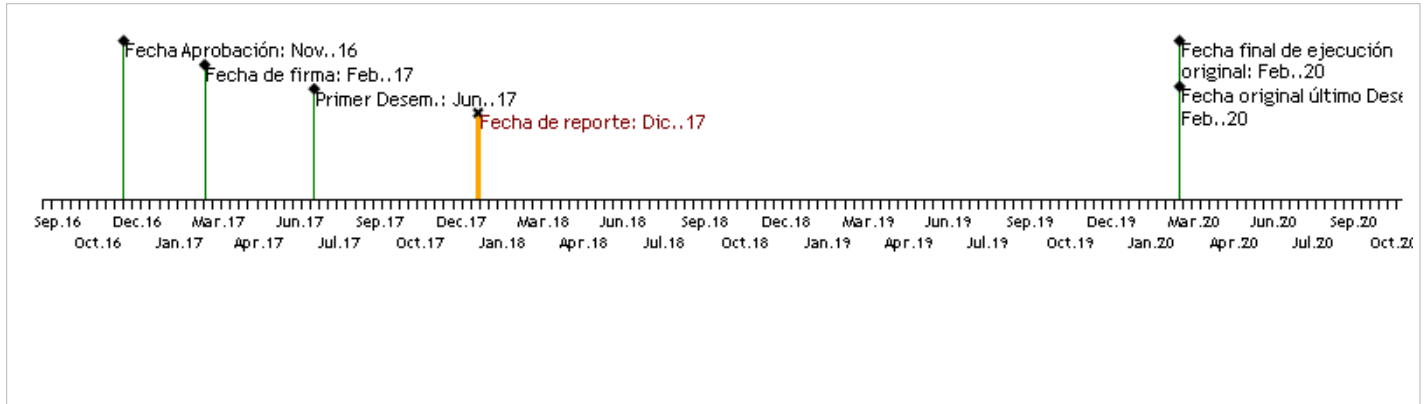 Fecha Aprobación: Nov..16
Fecha de firma: Feb..17
Primer Desem.: Jun..17
Fecha de reporte: Dic..17
Fecha final de ejecución
original: Feb..20
Fecha original último Dese
Feb..20
Sep.16 Dec.16 Mar.17 Jun.17 Sep.17 Dec.17 Mar.18 Jun.18 Sep.18 Dec.18 Mar.19 Jun.19 Sep.19 Dec.19 Mar.20 Jun.20 Sep.20
Oct.16 Jan.17 Apr.17 Jul.17 Oct.17 Jan.18 Apr.18 Jul.18 Oct.18 Jan.19 Apr.19 Jul.19 Oct.19 Jan.20 Apr.20 Jul.20 Oct.20